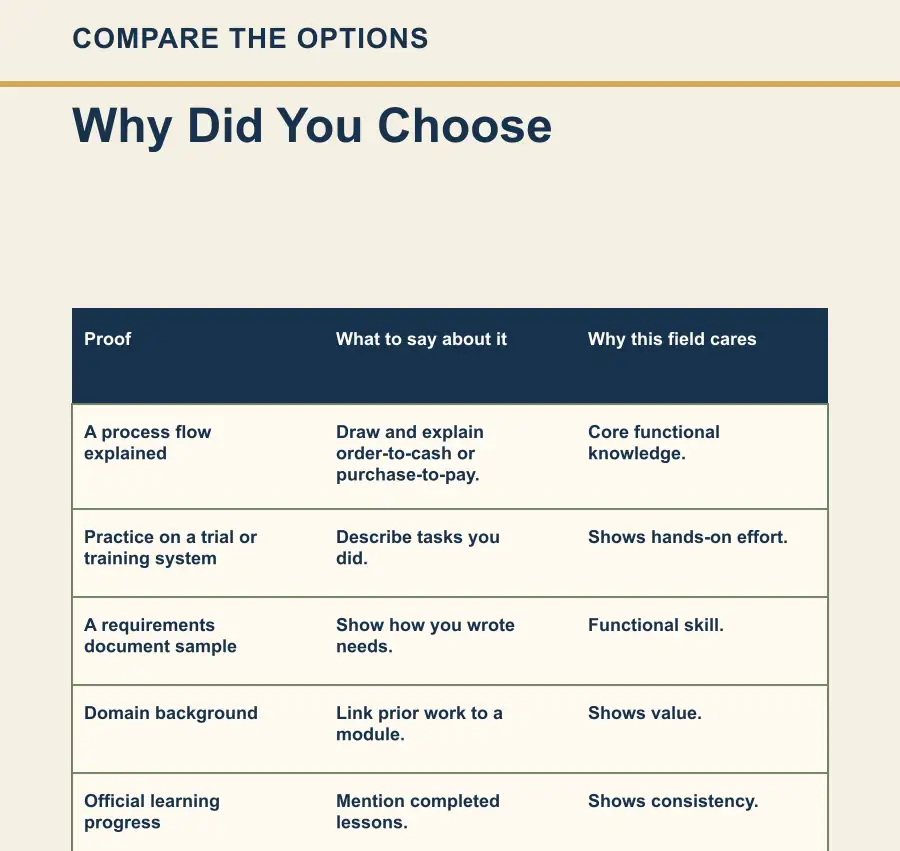 COMPARE THE OPTIONS
Why Did You Choose
Proof
What to say about it
Why this field cares
A process flow
explained
Draw and explain
order-to-cash or
purchase-to-pay.
Core functional
knowledge.
Practice on a trial or
training system
Describe tasks you
did.
Shows hands-on effort.
A requirements
document sample
Show how you wrote
needs.
Functional skill.
Domain background
Link prior work to a
module.
Shows value.
Official learning
progress
Mention completed
lessons.
Shows consistency.